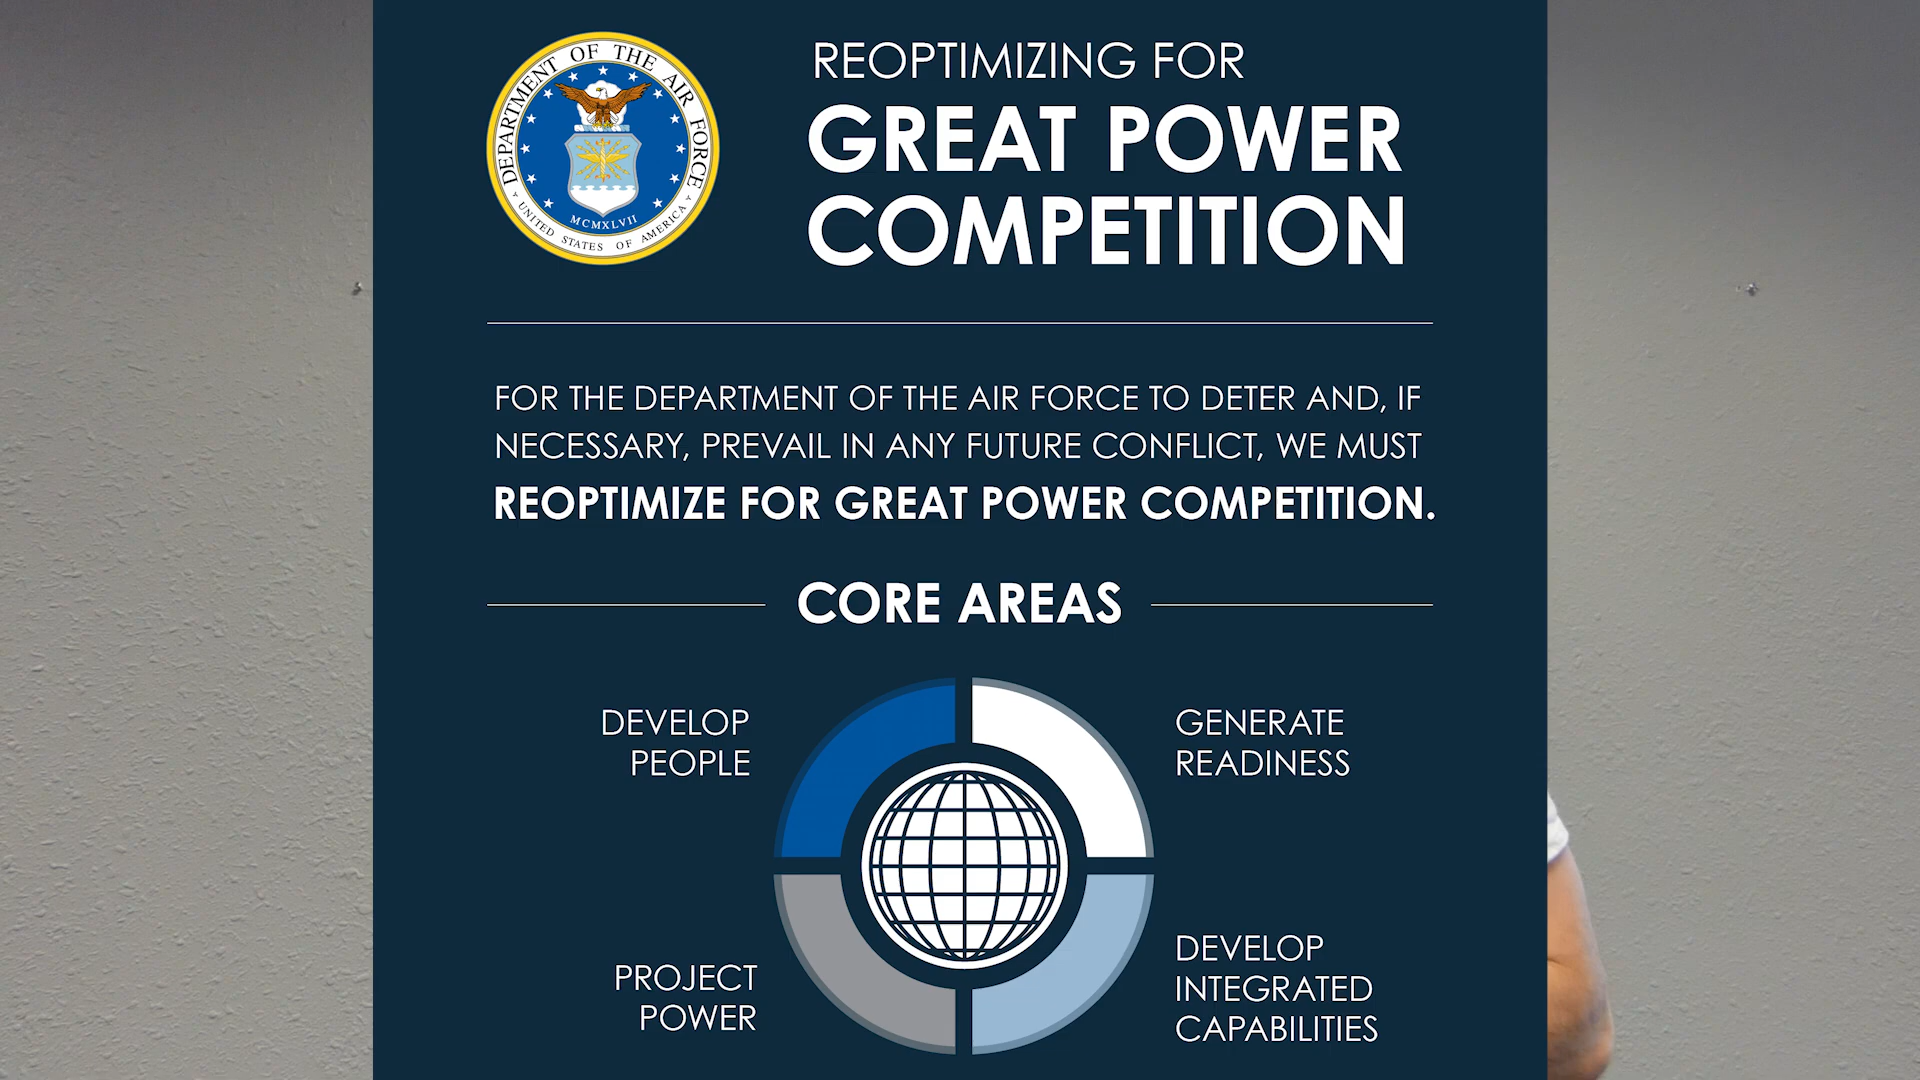 DEPARTMENT OF THE AIR FORCE
MCMXLVII
UNITED STATES OF AMERICA
REOPTIMIZING FOR
GREAT POWER
COMPETITION
FOR THE DEPARTMENT OF THE AIR FORCE TO DETER AND, IF
NECESSARY, PREVAIL IN ANY FUTURE CONFLICT, WE MUST
REOPTIMIZE FOR GREAT POWER COMPETITION.
CORE AREAS
DEVELOP
PEOPLE
GENERATE
READINESS
PROJECT
POWER
DEVELOP
INTEGRATED
CAPABILITIES